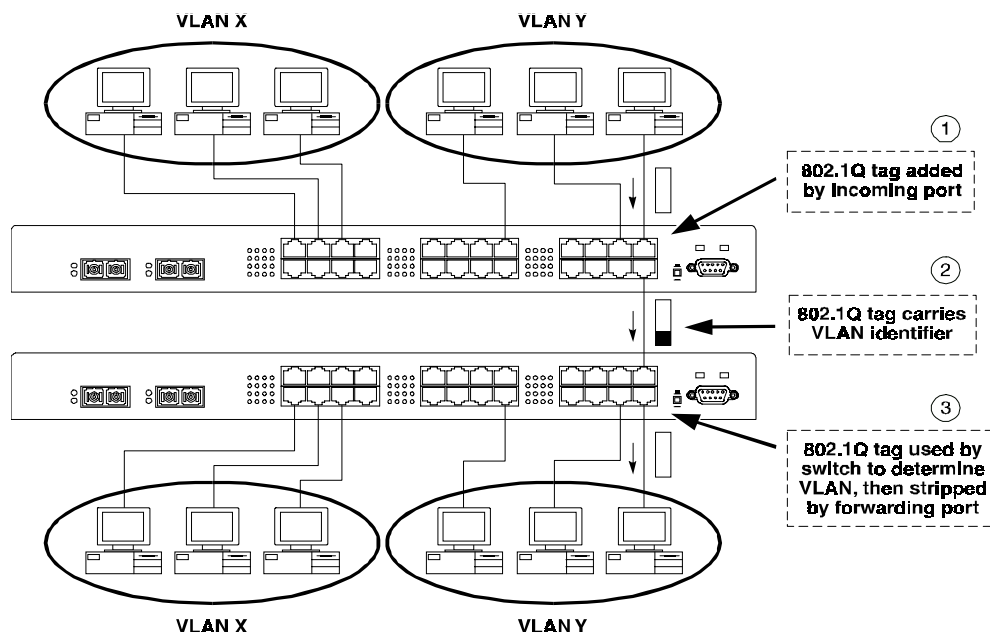 VLAN X
VLAN Y
1
802.1Q tag added
by incoming port
2
802.1Q tag carries
VLAN identifier
3
802.1Q tag used by
switch to determine
VLAN, then stripped
by forwarding port
VLAN X
VLAN Y